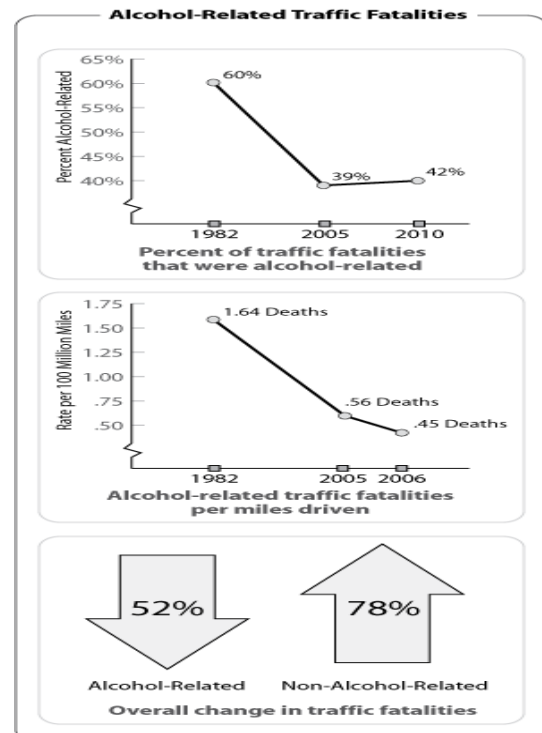 Alcohol-Related Traffic Fatalities
Percent Alcohol-Related
65%
60%
55%
50%
45%
40%
60%
39%
42%
1982
2005
2010
Percent of traffic fatalities
that were alcohol-related
Rate per 100 Million Miles
1.75
1.50
1.25
1.00
.75
.50
1.64 Deaths
.56 Deaths
.45 Deaths
1982
2005
2006
Alcohol-related traffic fatalities
per miles driven
52%
78%
Alcohol-Related
Non-Alcohol-Related
Overall change in traffic fatalities